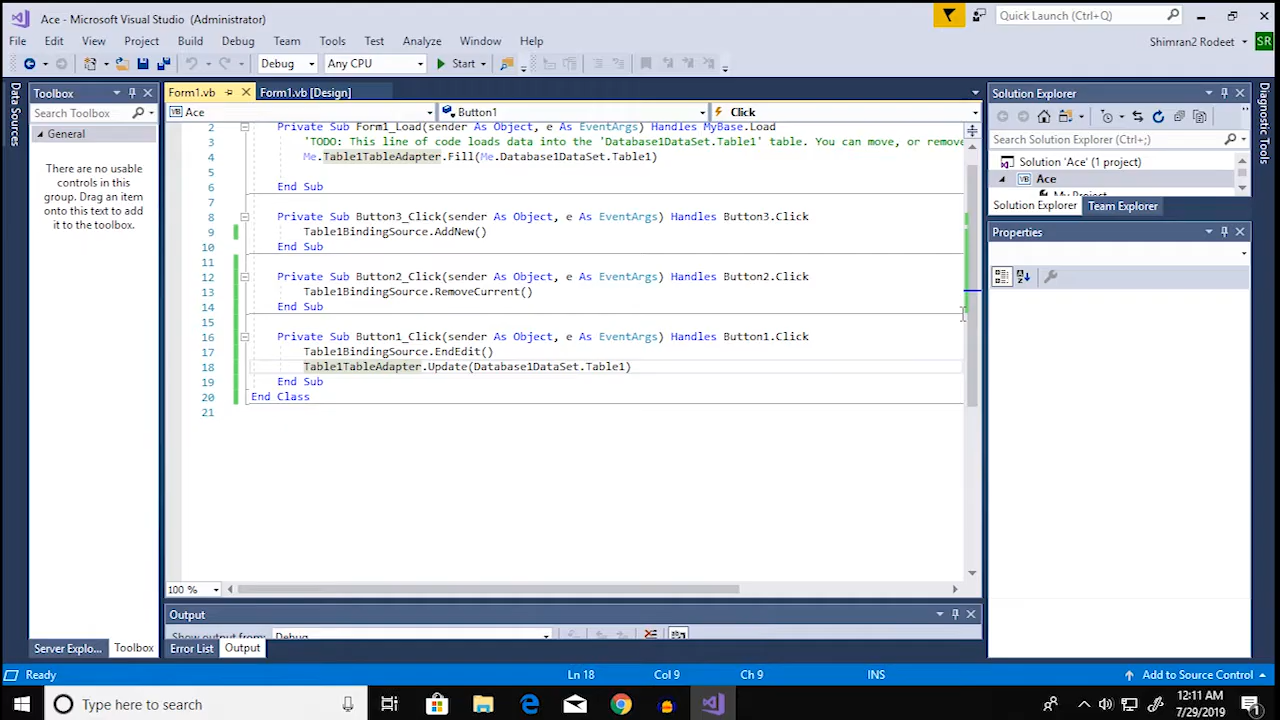 Ace - Microsoft Visual Studio (Administrator)
Quick Launch (Ctrl+Q)
File Edit View Project Build Debug Team Tools Test Analyze Window Help
Shimran2 Rodeet SR
Debug Any CPU Start
Data Sources
Toolbox
Search Toolbox
General
There are no usable
controls in this
group. Drag an item
onto this text to add
it to the toolbox.
Server Explo... Toolbox
Form1.vb Form1.vb [Design]
Ace Button1 Click
2 Private Sub Form1_Load(sender As Object, e As EventArgs) Handles MyBase.Load
3 'TODO: This line of code loads data into the 'Database1DataSet.Table1' table. You can move, or remove
4 Me.Table1TableAdapter.Fill(Me.Database1DataSet.Table1)
5
6 End Sub
7
8 Private Sub Button3_Click(sender As Object, e As EventArgs) Handles Button3.Click
9 Table1BindingSource.AddNew()
10 End Sub
11
12 Private Sub Button2_Click(sender As Object, e As EventArgs) Handles Button2.Click
13 Table1BindingSource.RemoveCurrent()
14 End Sub
15
16 Private Sub Button1_Click(sender As Object, e As EventArgs) Handles Button1.Click
17 Table1BindingSource.EndEdit()
18 Table1TableAdapter.Update(Database1DataSet.Table1)
19 End Sub
20 End Class
21
100 %
Output
Show output from: Debug
Error List Output
Solution Explorer
Search Solution Explorer (Ctrl+;)
Solution 'Ace' (1 project)
Ace
My Project
Solution Explorer Team Explorer
Properties
Diagnostic Tools
Ready Ln 18 Col 9 Ch 9 INS Add to Source Control
Type here to search
12:11 AM
7/29/2019
1